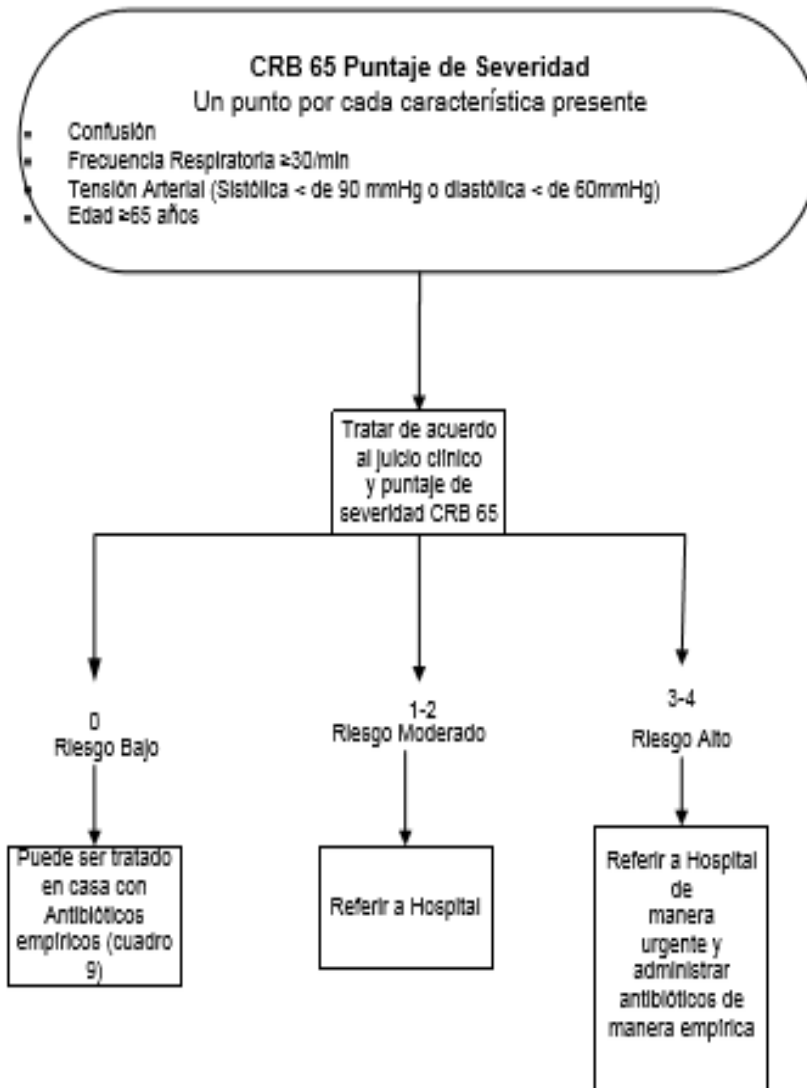 CRB 65 Puntaje de Severidad
Un punto por cada característica presente
▪ Confusión
▪ Frecuencia Respiratoria ≥30/min
▪ Tensión Arterial (Sistólica < de 90 mmHg o diastólica < de 60mmHg)
▪ Edad ≥65 años
Tratar de acuerdo
al juicio clínico
y puntaje de
severidad CRB 65
0
Riesgo Bajo
1-2
Riesgo Moderado
3-4
Riesgo Alto
Puede ser tratado
en casa con
Antibióticos
empíricos (cuadro
9)
Referir a Hospital
Referir a Hospital
de
manera
urgente y
administrar
antibióticos de
manera empírica